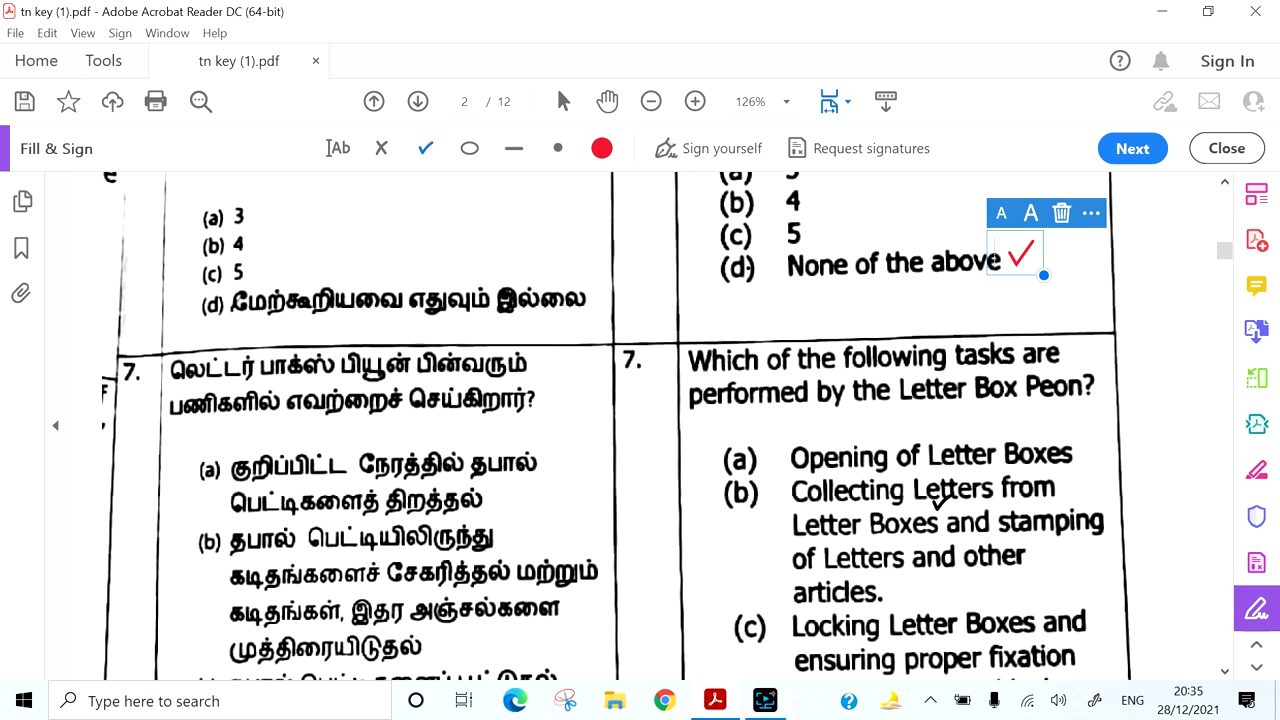 tn key (1).pdf - Adobe Acrobat Reader DC (64-bit)
File Edit View Sign Window Help
Home Tools tn key (1).pdf × Sign In
2 / 12 126%
Fill & Sign Ab Sign yourself Request signatures Next Close
(a) 3
(b) 4
(c) 5
(d) மேற்கூறியவை எதுவும் இல்லை
(b) 4
(c) 5
(d) None of the above
A A
7. லெட்டர் பாக்ஸ் பியூன் பின்வரும்
பணிகளில் எவற்றைச் செய்கிறார்?
(a) குறிப்பிட்ட நேரத்தில் தபால்
பெட்டிகளைத் திறத்தல்
(b) தபால் பெட்டியிலிருந்து
கடிதங்களைச் சேகரித்தல் மற்றும்
கடிதங்கள், இதர அஞ்சல்களை
முத்திரையிடுதல்
7. Which of the following tasks are
performed by the Letter Box Peon?
(a) Opening of Letter Boxes
(b) Collecting Letters from
Letter Boxes and stamping
of Letters and other
articles.
(c) Locking Letter Boxes and
ensuring proper fixation
Type here to search
ENG
20:35
28/12/2021